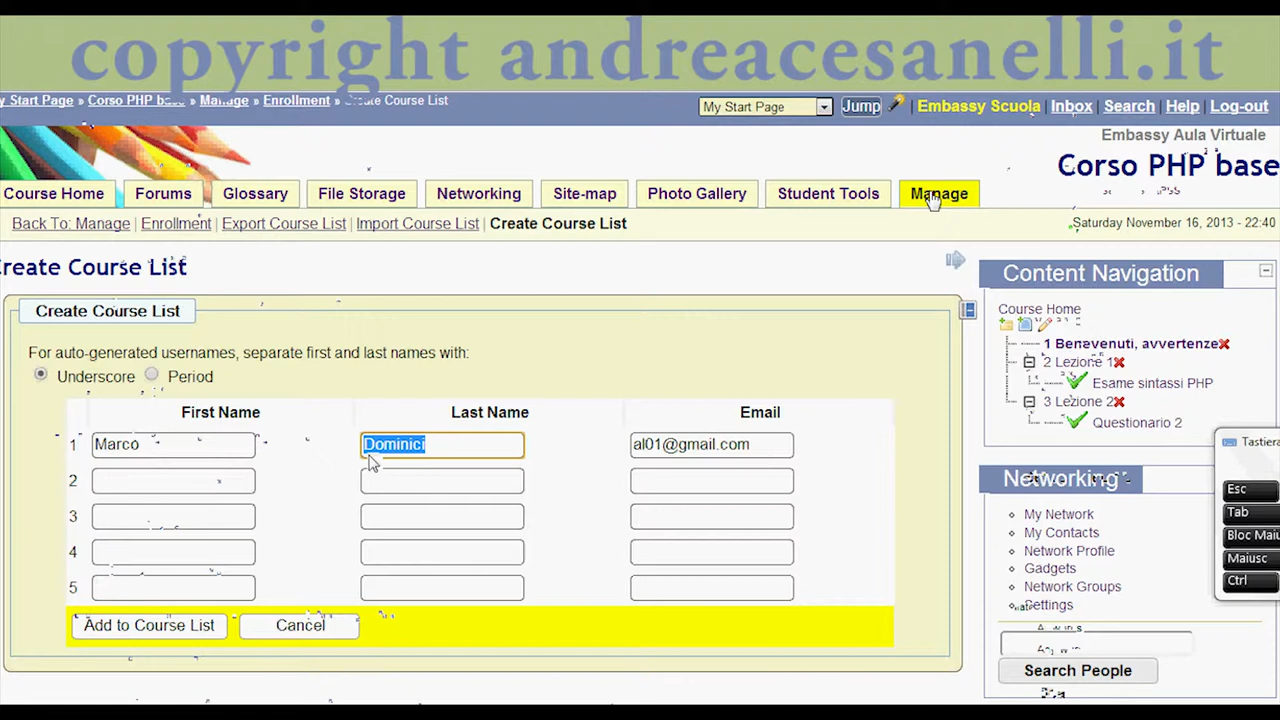 copyright andreacesanelli.it
y Start Page » Corso PHP base » Manage » Enrollment » Create Course List
My Start Page Jump | Embassy Scuola | Inbox | Search | Help | Log-out
Embassy Aula Virtuale
Corso PHP base
Course Home Forums Glossary File Storage Networking Site-map Photo Gallery Student Tools Manage
Back To: Manage | Enrollment | Export Course List | Import Course List | Create Course List
Saturday November 16, 2013 - 22:40
reate Course List
Create Course List
For auto-generated usernames, separate first and last names with:
Underscore Period
First Name Last Name Email
1 Marco Dominici al01@gmail.com
2
3
4
5
Add to Course List Cancel
Content Navigation
Course Home
1 Benevenuti, avvertenze
2 Lezione 1
Esame sintassi PHP
3 Lezione 2
Questionario 2
Networking
My Network
My Contacts
Network Profile
Gadgets
Network Groups
Settings
Search People
Tastiera
Esc
Tab
Bloc Maiu
Maiusc
Ctrl